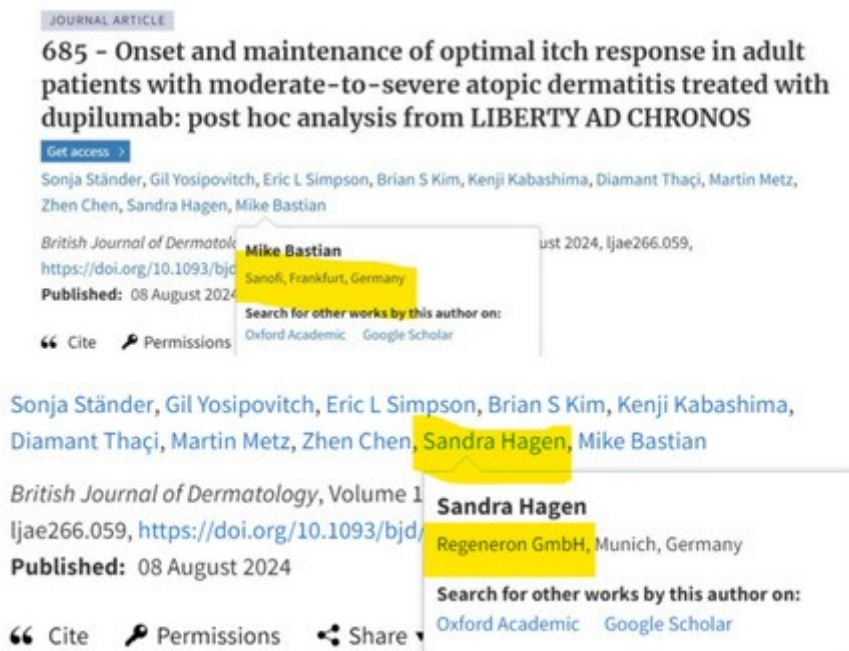 JOURNAL ARTICLE
685 - Onset and maintenance of optimal itch response in adult
patients with moderate-to-severe atopic dermatitis treated with
dupilumab: post hoc analysis from LIBERTY AD CHRONOS
Get access >
Sonja Ständer, Gil Yosipovitch, Eric L Simpson, Brian S Kim, Kenji Kabashima, Diamant Thaçi, Martin Metz,
Zhen Chen, Sandra Hagen, Mike Bastian
British Journal of Dermatolo
ust 2024, ljae266.059,
Mike Bastian
https://doi.org/10.1093/bjd
Sanofi, Frankfurt, Germany
Published: 08 August 2024
Search for other works by this author on:
Oxford Academic Google Scholar
Cite Permissions
Sonja Ständer, Gil Yosipovitch, Eric L Simpson, Brian S Kim, Kenji Kabashima,
Diamant Thaçi, Martin Metz, Zhen Chen, Sandra Hagen, Mike Bastian
British Journal of Dermatology, Volume 1
Sandra Hagen
ljae266.059, https://doi.org/10.1093/bjd/
Regeneron GmbH, Munich, Germany
Published: 08 August 2024
Search for other works by this author on:
Oxford Academic Google Scholar
Cite Permissions Share